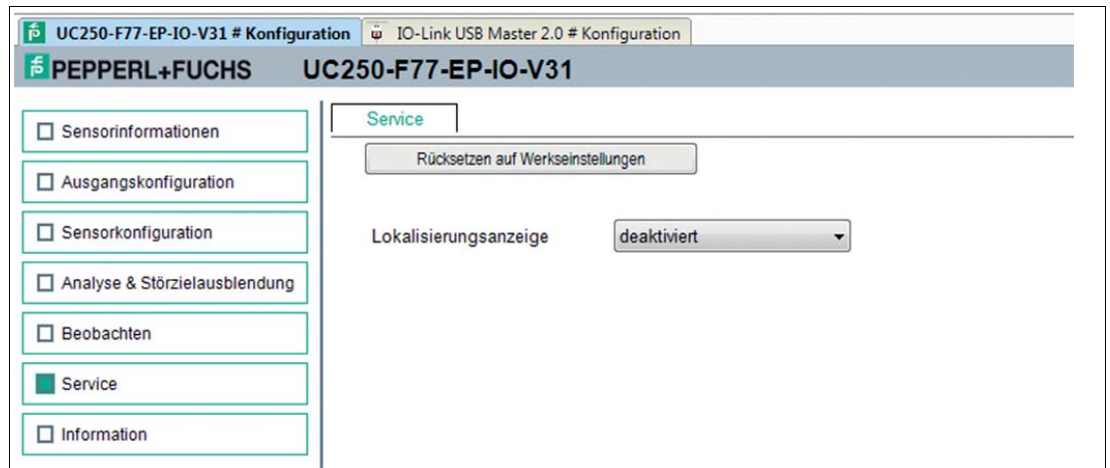 UC250-F77-EP-IO-V31 # Konfiguration IO-Link USB Master 2.0 # Konfiguration
PEPPERL+FUCHS UC250-F77-EP-IO-V31
Sensorinformationen
Ausgangskonfiguration
Sensorkonfiguration
Analyse & Störzielausblendung
Beobachten
Service
Information
Service
Rücksetzen auf Werkseinstellungen
Lokalisierungsanzeige deaktiviert